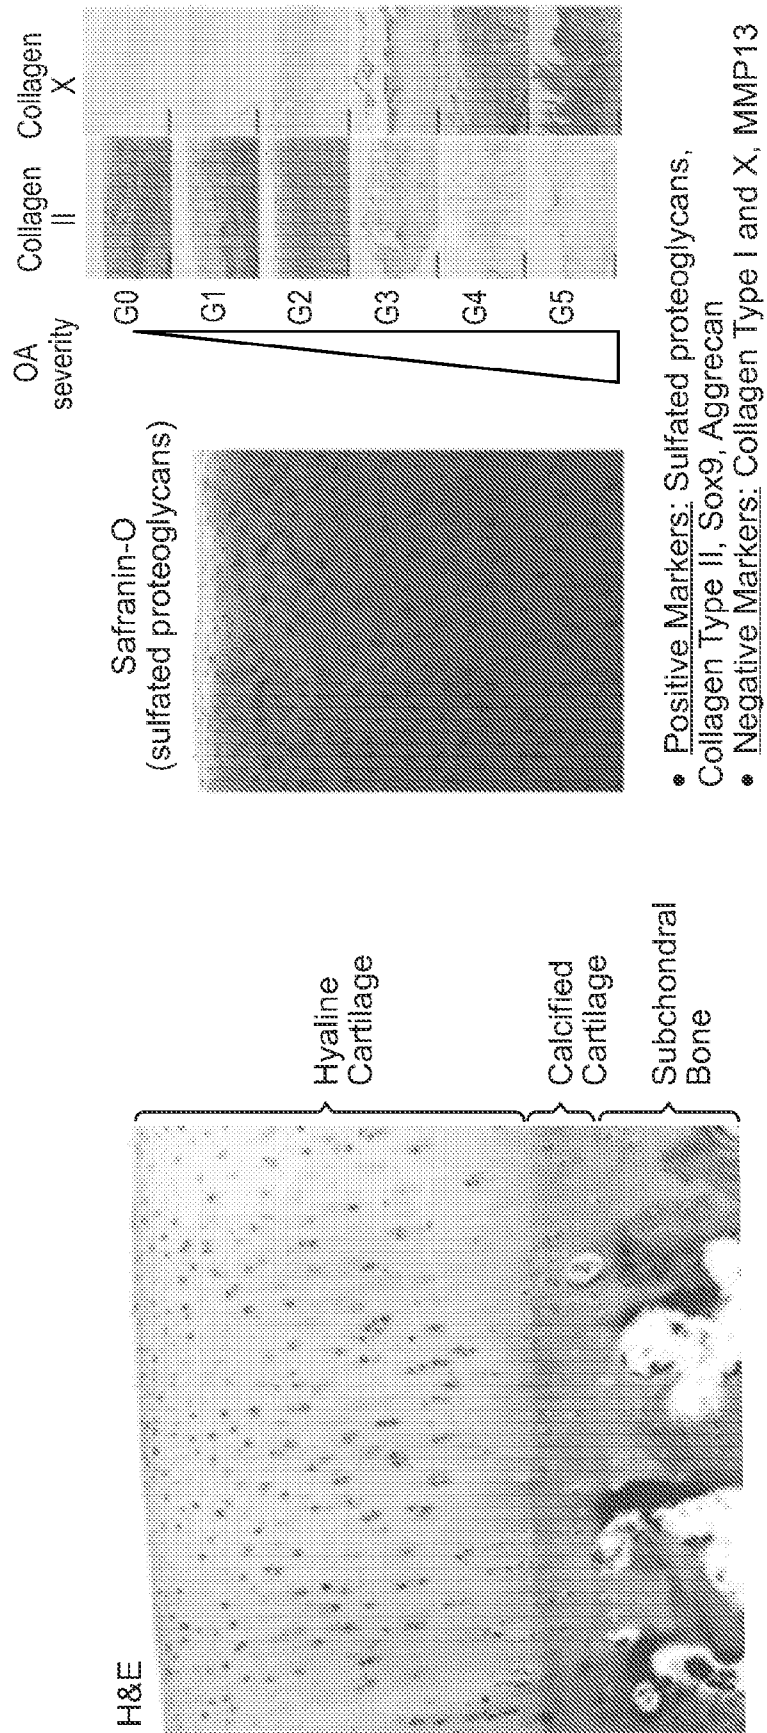 H&E
Hyaline
Cartilage
Calcified
Cartilage
Subchondral
Bone
Safranin-O
(sulfated proteoglycans)
OA
severity
G0
G1
G2
G3
G4
G5
Collagen
II
Collagen
X
• Positive Markers: Sulfated proteoglycans,
Collagen Type II, Sox9, Aggrecan
• Negative Markers: Collagen Type I and X, MMP13